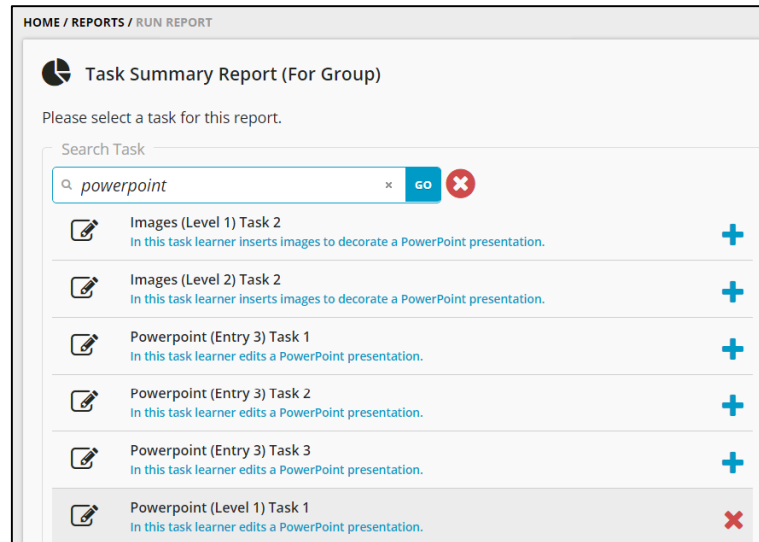 HOME / REPORTS / RUN REPORT
Task Summary Report (For Group)
Please select a task for this report.
Search Task
powerpoint
GO
Images (Level 1) Task 2
In this task learner inserts images to decorate a PowerPoint presentation.
Images (Level 2) Task 2
In this task learner inserts images to decorate a PowerPoint presentation.
Powerpoint (Entry 3) Task 1
In this task learner edits a PowerPoint presentation.
Powerpoint (Entry 3) Task 2
In this task learner edits a PowerPoint presentation.
Powerpoint (Entry 3) Task 3
In this task learner edits a PowerPoint presentation.
Powerpoint (Level 1) Task 1
In this task learner edits a PowerPoint presentation.